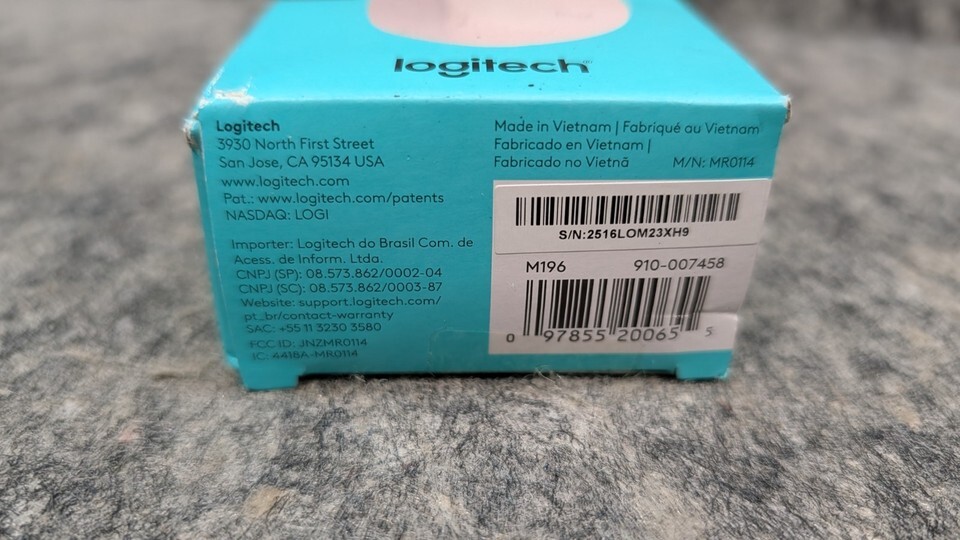 logitech
Logitech
3930 North First Street
San Jose, CA 95134 USA
www.logitech.com
Pat.: www.logitech.com/patents
NASDAQ: LOGI
Importer: Logitech do Brasil Com. de
Acess. de Inform. Ltda.
CNPJ (SP): 08.573.862/0002-04
CNPJ (SC): 08.573.862/0003-87
Website: support.logitech.com/
pt_br/contact-warranty
SAC: +55 11 3230 3580
FCC ID: JNZMR0114
IC: 4418A-MR0114
Made in Vietnam | Fabriqué au Vietnam
Fabricado en Vietnam |
Fabricado no Vietnã M/N: MR0114
S/N:2516LOM23XH9
M196 910-007458
0 97855 20065 5